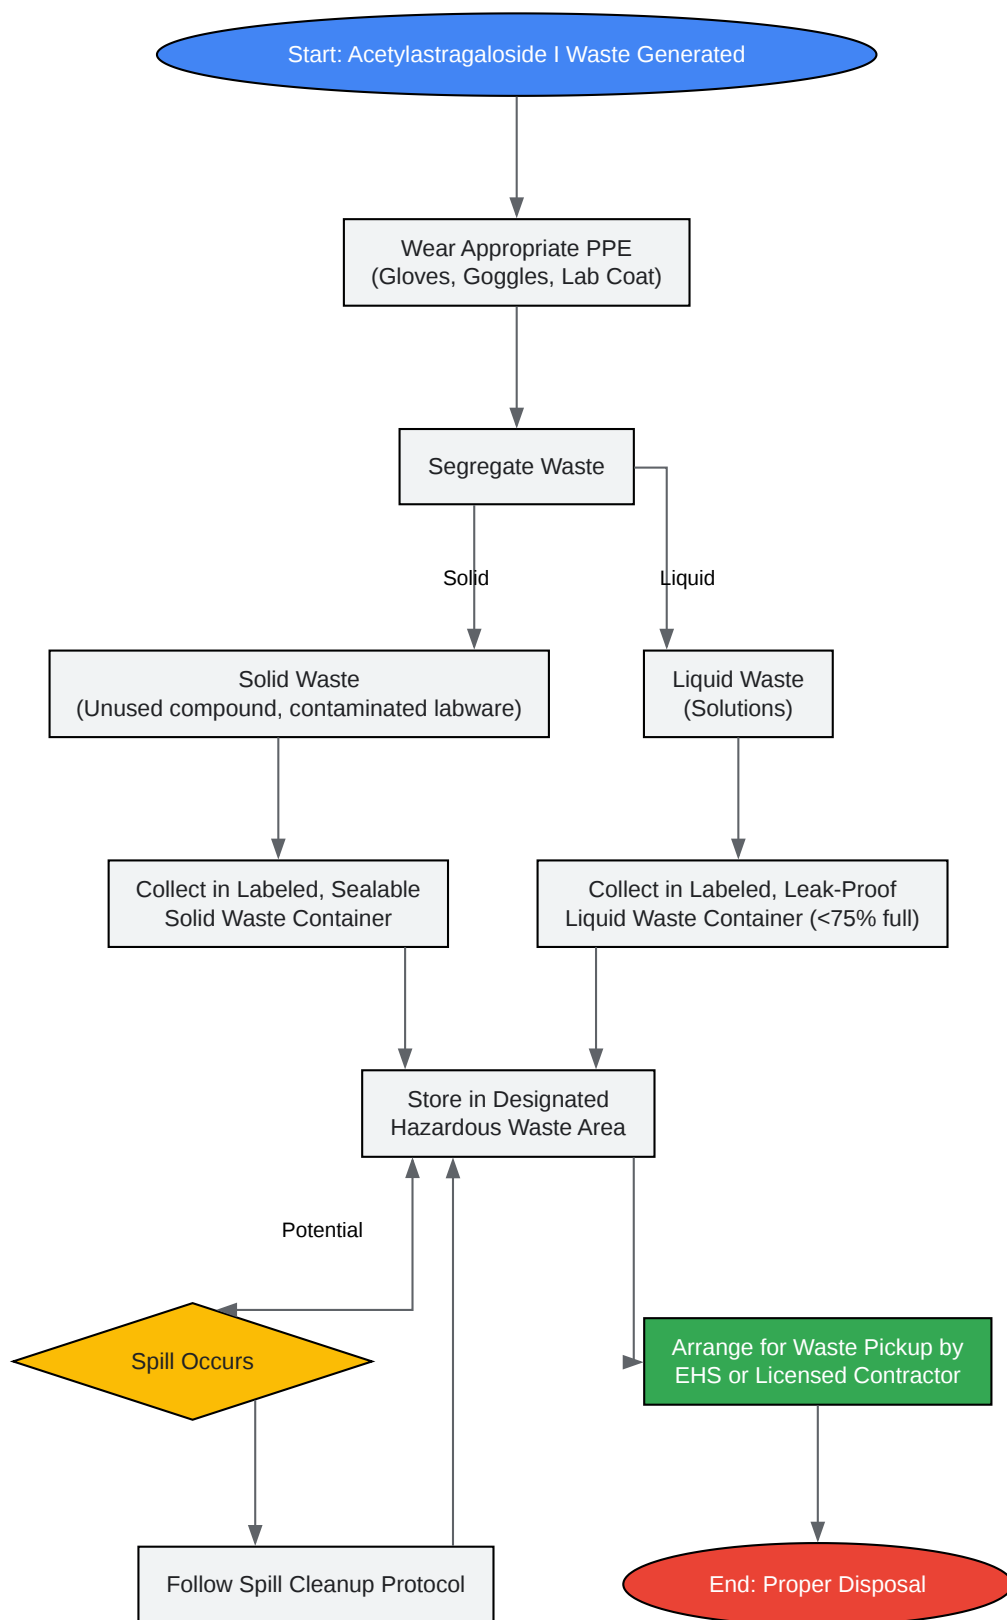 Start: Acetylastragaloside I Waste Generated
Wear Appropriate PPE
(Gloves, Goggles, Lab Coat)
Segregate Waste
Solid
Liquid
Solid Waste
(Unused compound, contaminated labware)
Liquid Waste
(Solutions)
Collect in Labeled, Sealable
Solid Waste Container
Collect in Labeled, Leak-Proof
Liquid Waste Container (<75% full)
Store in Designated
Hazardous Waste Area
Potential
Spill Occurs
Arrange for Waste Pickup by
EHS or Licensed Contractor
Follow Spill Cleanup Protocol
End: Proper Disposal